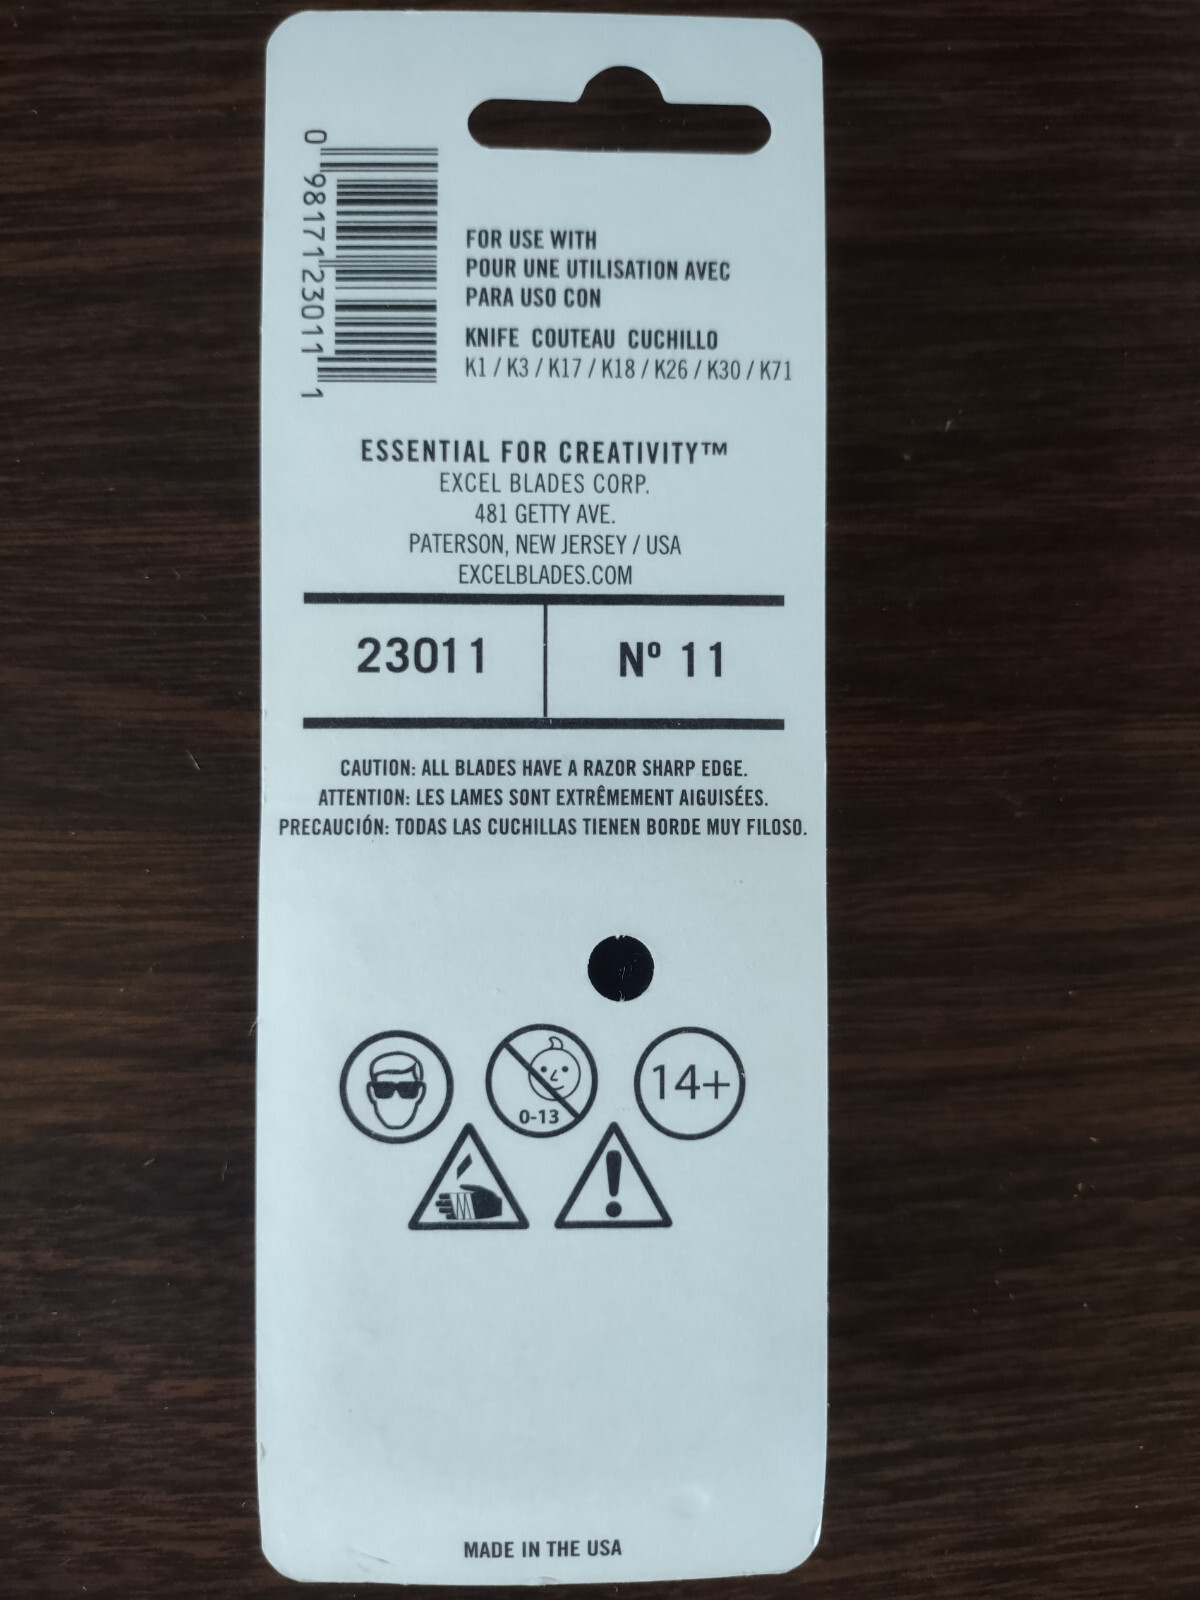 0 98171 23011 1
FOR USE WITH
POUR UNE UTILISATION AVEC
PARA USO CON
KNIFE COUTEAU CUCHILLO
K1 / K3 / K17 / K18 / K26 / K30 / K71
ESSENTIAL FOR CREATIVITY™
EXCEL BLADES CORP.
481 GETTY AVE.
PATERSON, NEW JERSEY / USA
EXCELBLADES.COM
23011
Nº 11
CAUTION: ALL BLADES HAVE A RAZOR SHARP EDGE.
ATTENTION: LES LAMES SONT EXTRÊMEMENT AIGUISÉES.
PRECAUCIÓN: TODAS LAS CUCHILLAS TIENEN BORDE MUY FILOSO.
0-13
14+
MADE IN THE USA